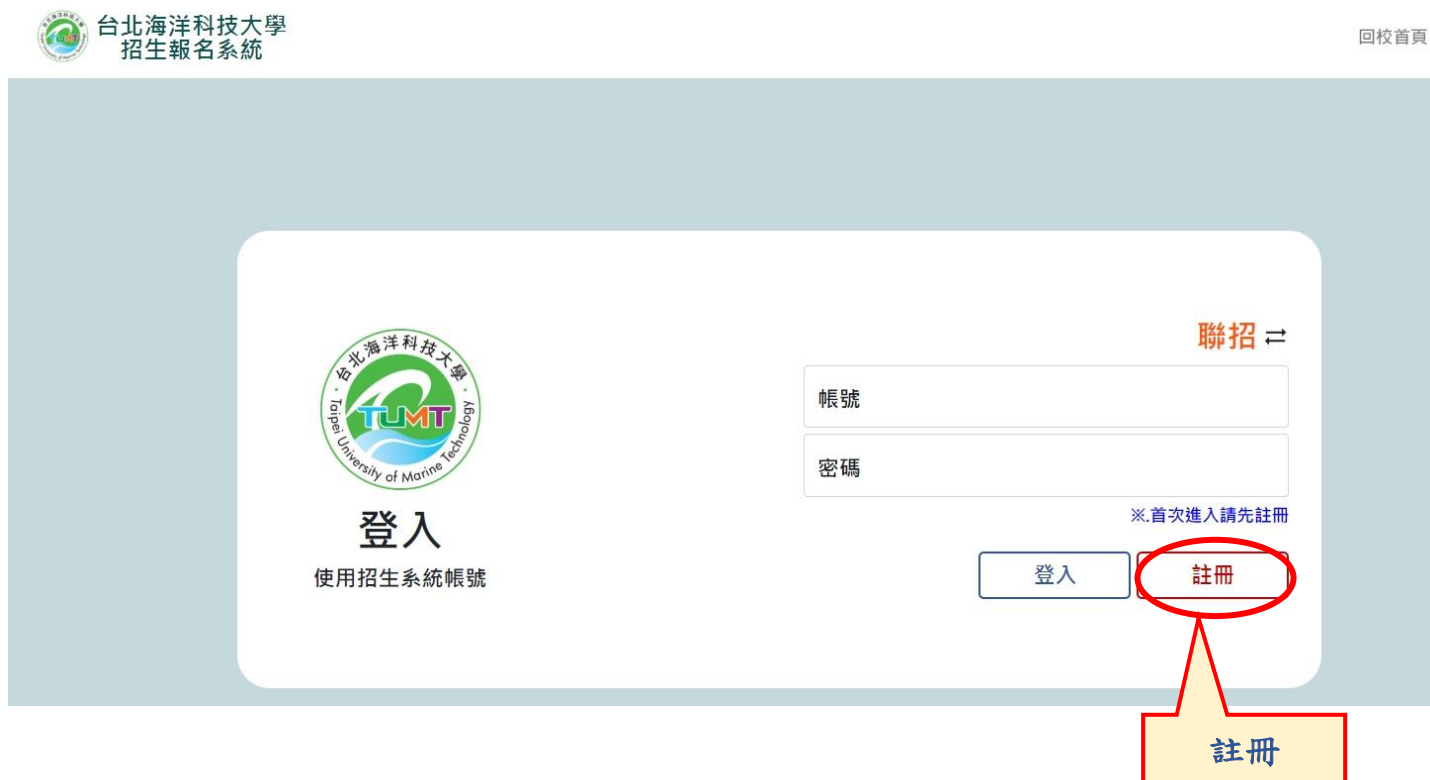 台北海洋科技大學
招生報名系統
回校首頁
聯招
台北海洋科技大學
TUMT
Taipei University of Marine Technology
帳號
密碼
※.首次進入請先註冊
登入
使用招生系統帳號
登入
註冊
註冊